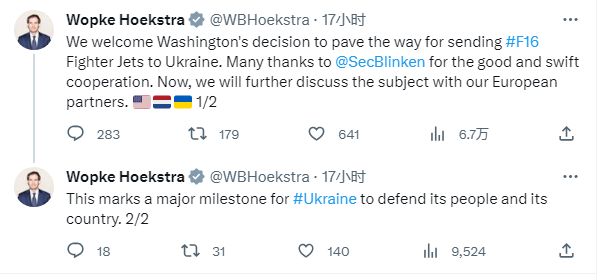 Wopke Hoekstra @WBHoekstra · 17小时
We welcome Washington's decision to pave the way for sending #F16
Fighter Jets to Ukraine. Many thanks to @SecBlinken for the good and swift
cooperation. Now, we will further discuss the subject with our European
partners. 🇺🇸🇳🇱🇺🇦 1/2
283 179 641 6.7万
Wopke Hoekstra @WBHoekstra · 17小时
This marks a major milestone for #Ukraine to defend its people and its
country. 2/2
18 31 140 9,524